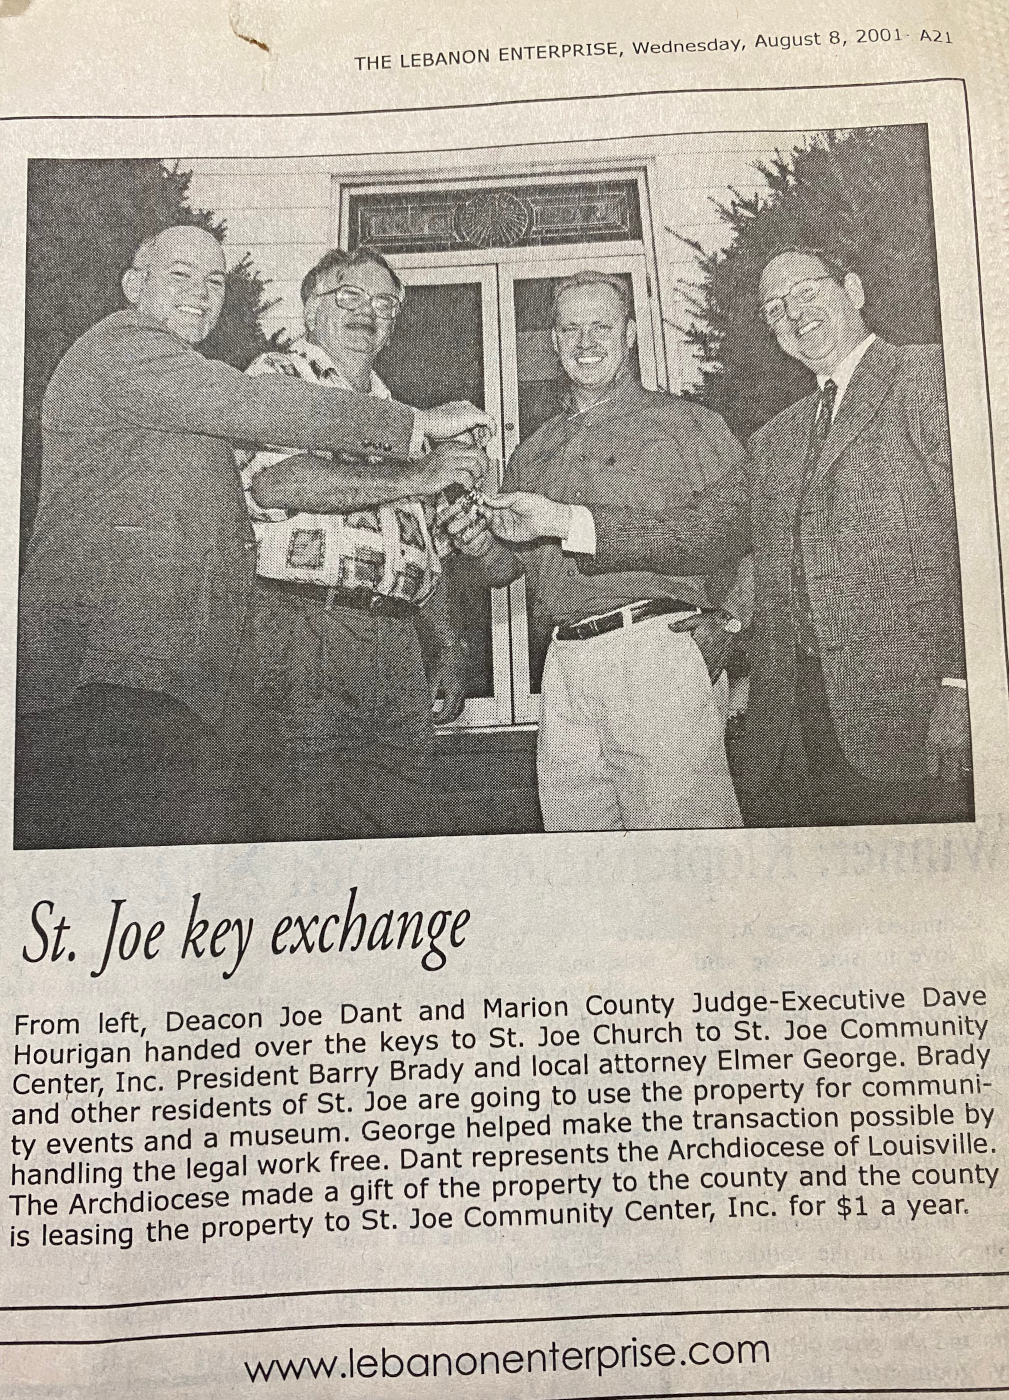 THE LEBANON ENTERPRISE, Wednesday, August 8, 2001· A21
St. Joe key exchange
From left, Deacon Joe Dant and Marion County Judge-Executive Dave
Hourigan handed over the keys to St. Joe Church to St. Joe Community
Center, Inc. President Barry Brady and local attorney Elmer George. Brady
and other residents of St. Joe are going to use the property for communi-
ty events and a museum. George helped make the transaction possible by
handling the legal work free. Dant represents the Archdiocese of Louisville.
The Archdiocese made a gift of the property to the county and the county
is leasing the property to St. Joe Community Center, Inc. for $1 a year.
www.lebanonenterprise.com